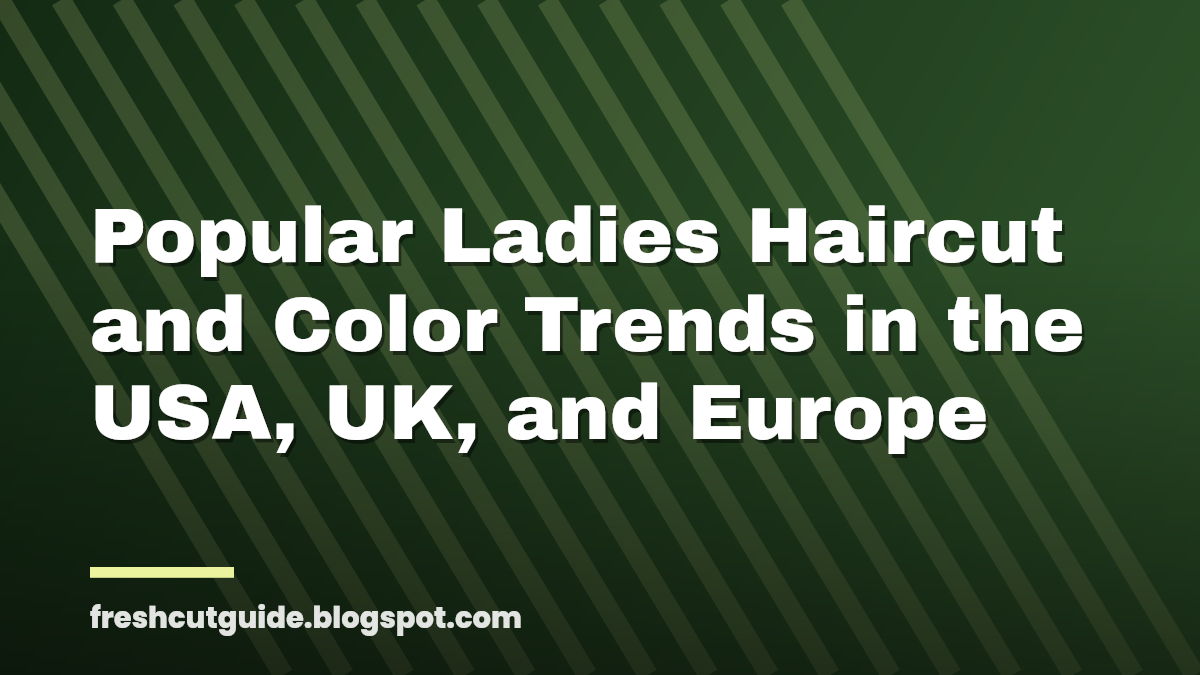 Popular Ladies Haircut
and Color Trends in the
USA, UK, and Europe
freshcutguide.blogspot.com